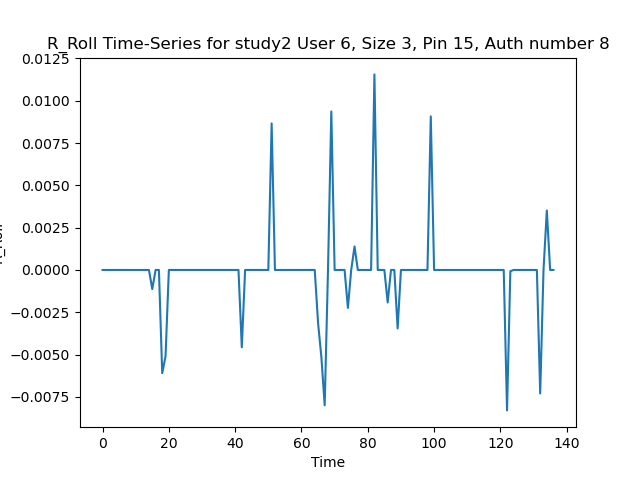 R_Roll Time-Series for study2 User 6, Size 3, Pin 15, Auth number 8
0.0125
0.0100
0.0075
0.0050
0.0025
0.0000
−0.0025
−0.0050
−0.0075
R_Roll
0 20 40 60 80 100 120 140
Time